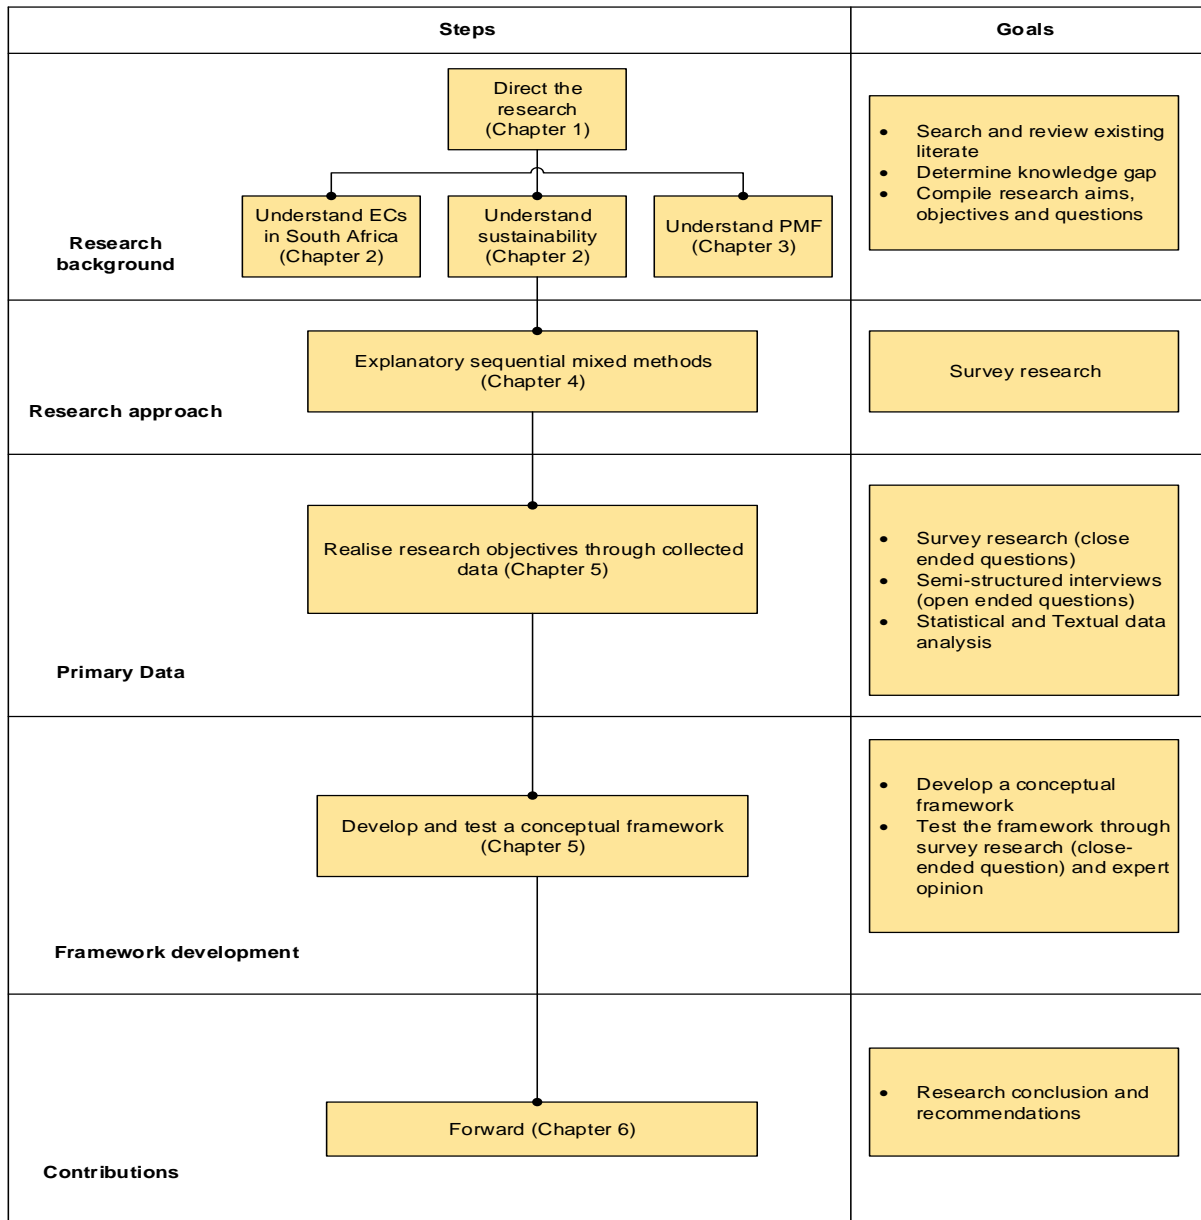 Steps
Goals
Direct the
research
(Chapter 1)
Understand ECs
in South Africa
(Chapter 2)
Understand
sustainability
(Chapter 2)
Understand PMF
(Chapter 3)
Research
background
• Search and review existing
literate
• Determine knowledge gap
• Compile research aims,
objectives and questions
Explanatory sequential mixed methods
(Chapter 4)
Research approach
Survey research
Realise research objectives through collected
data (Chapter 5)
Primary Data
• Survey research (close
ended questions)
• Semi-structured interviews
(open ended questions)
• Statistical and Textual data
analysis
Develop and test a conceptual framework
(Chapter 5)
Framework development
• Develop a conceptual
framework
• Test the framework through
survey research (close-
ended question) and expert
opinion
Forward (Chapter 6)
Contributions
• Research conclusion and
recommendations